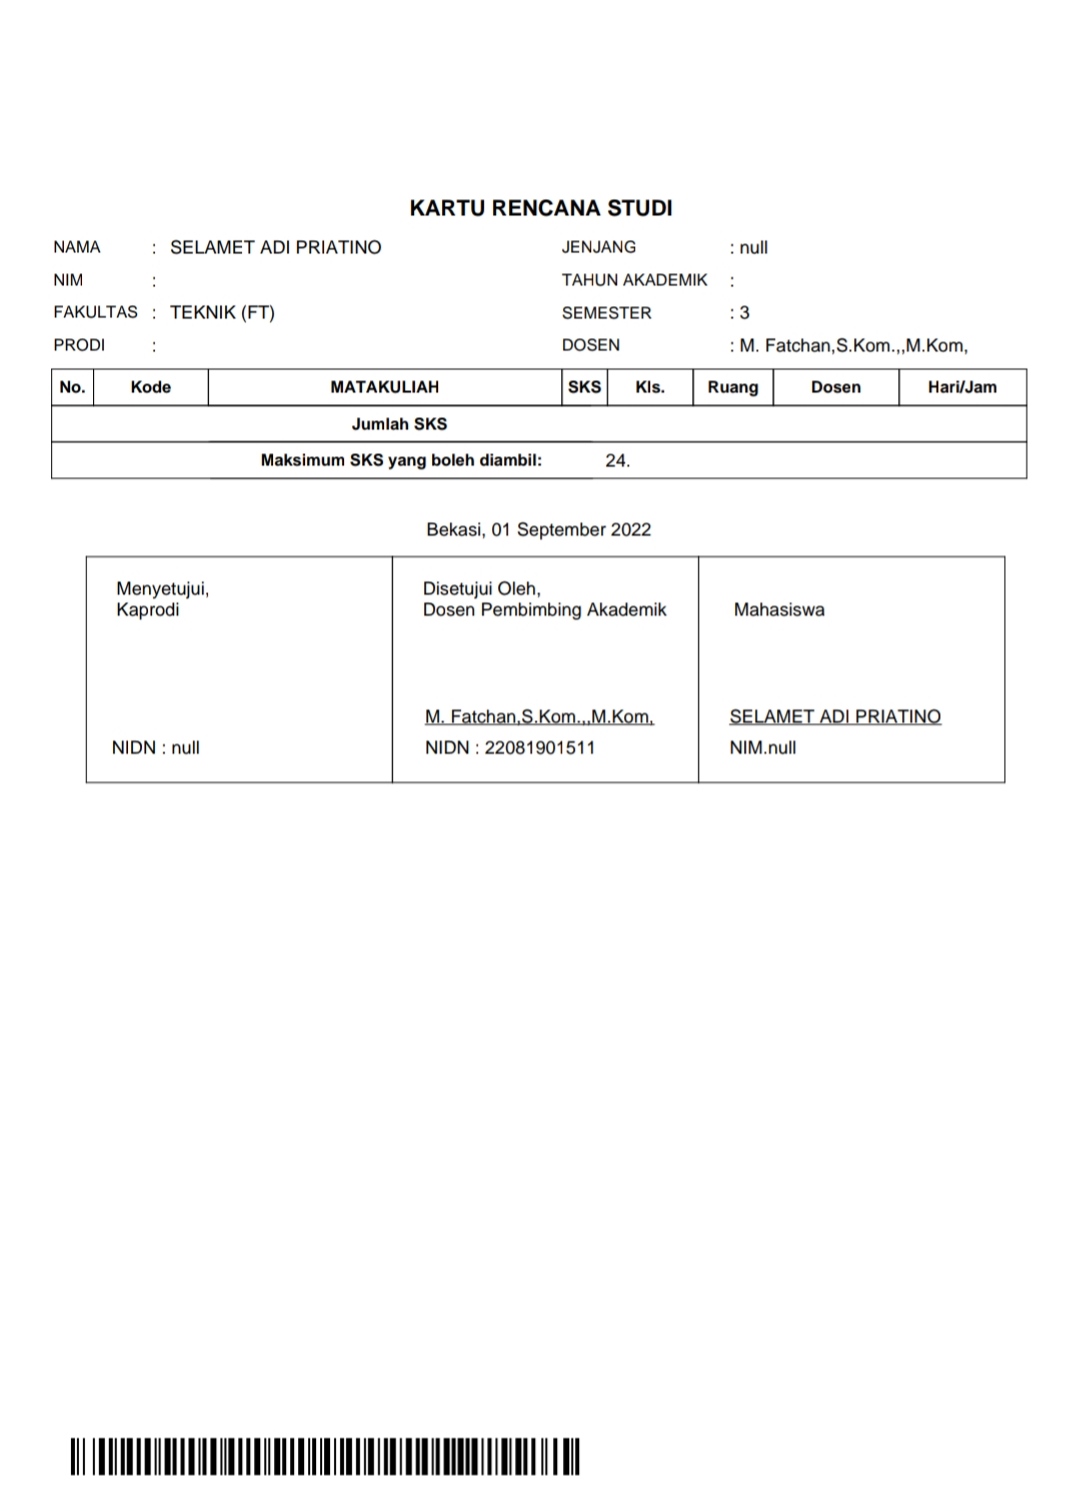 KARTU RENCANA STUDI
NAMA : SELAMET ADI PRIATINO JENJANG : null
NIM : TAHUN AKADEMIK :
FAKULTAS : TEKNIK (FT) SEMESTER : 3
PRODI : DOSEN : M. Fatchan,S.Kom.,,M.Kom,
No. Kode MATAKULIAH SKS Kls. Ruang Dosen Hari/Jam
Jumlah SKS
Maksimum SKS yang boleh diambil: 24.
Bekasi, 01 September 2022
Menyetujui, Disetujui Oleh,
Kaprodi Dosen Pembimbing Akademik Mahasiswa
M. Fatchan,S.Kom.,,M.Kom, SELAMET ADI PRIATINO
NIDN : null NIDN : 22081901511 NIM.null